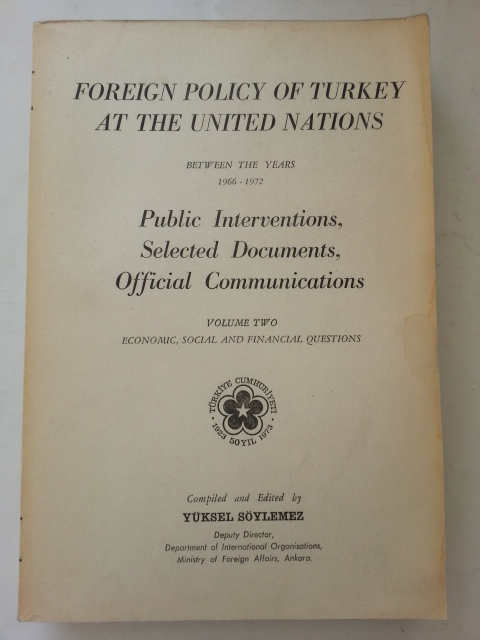 FOREIGN POLICY OF TURKEY
AT THE UNITED NATIONS
BETWEEN THE YEARS
1966 - 1972
Public Interventions,
Selected Documents,
Official Communications
VOLUME TWO
ECONOMIC, SOCIAL AND FINANCIAL QUESTIONS
TÜRKİYE CUMHURİYETİ
1923 50 YIL 1973
Compiled and Edited by
YÜKSEL SÖYLEMEZ
Deputy Director,
Department of International Organisations,
Ministry of Foreign Affairs, Ankara.